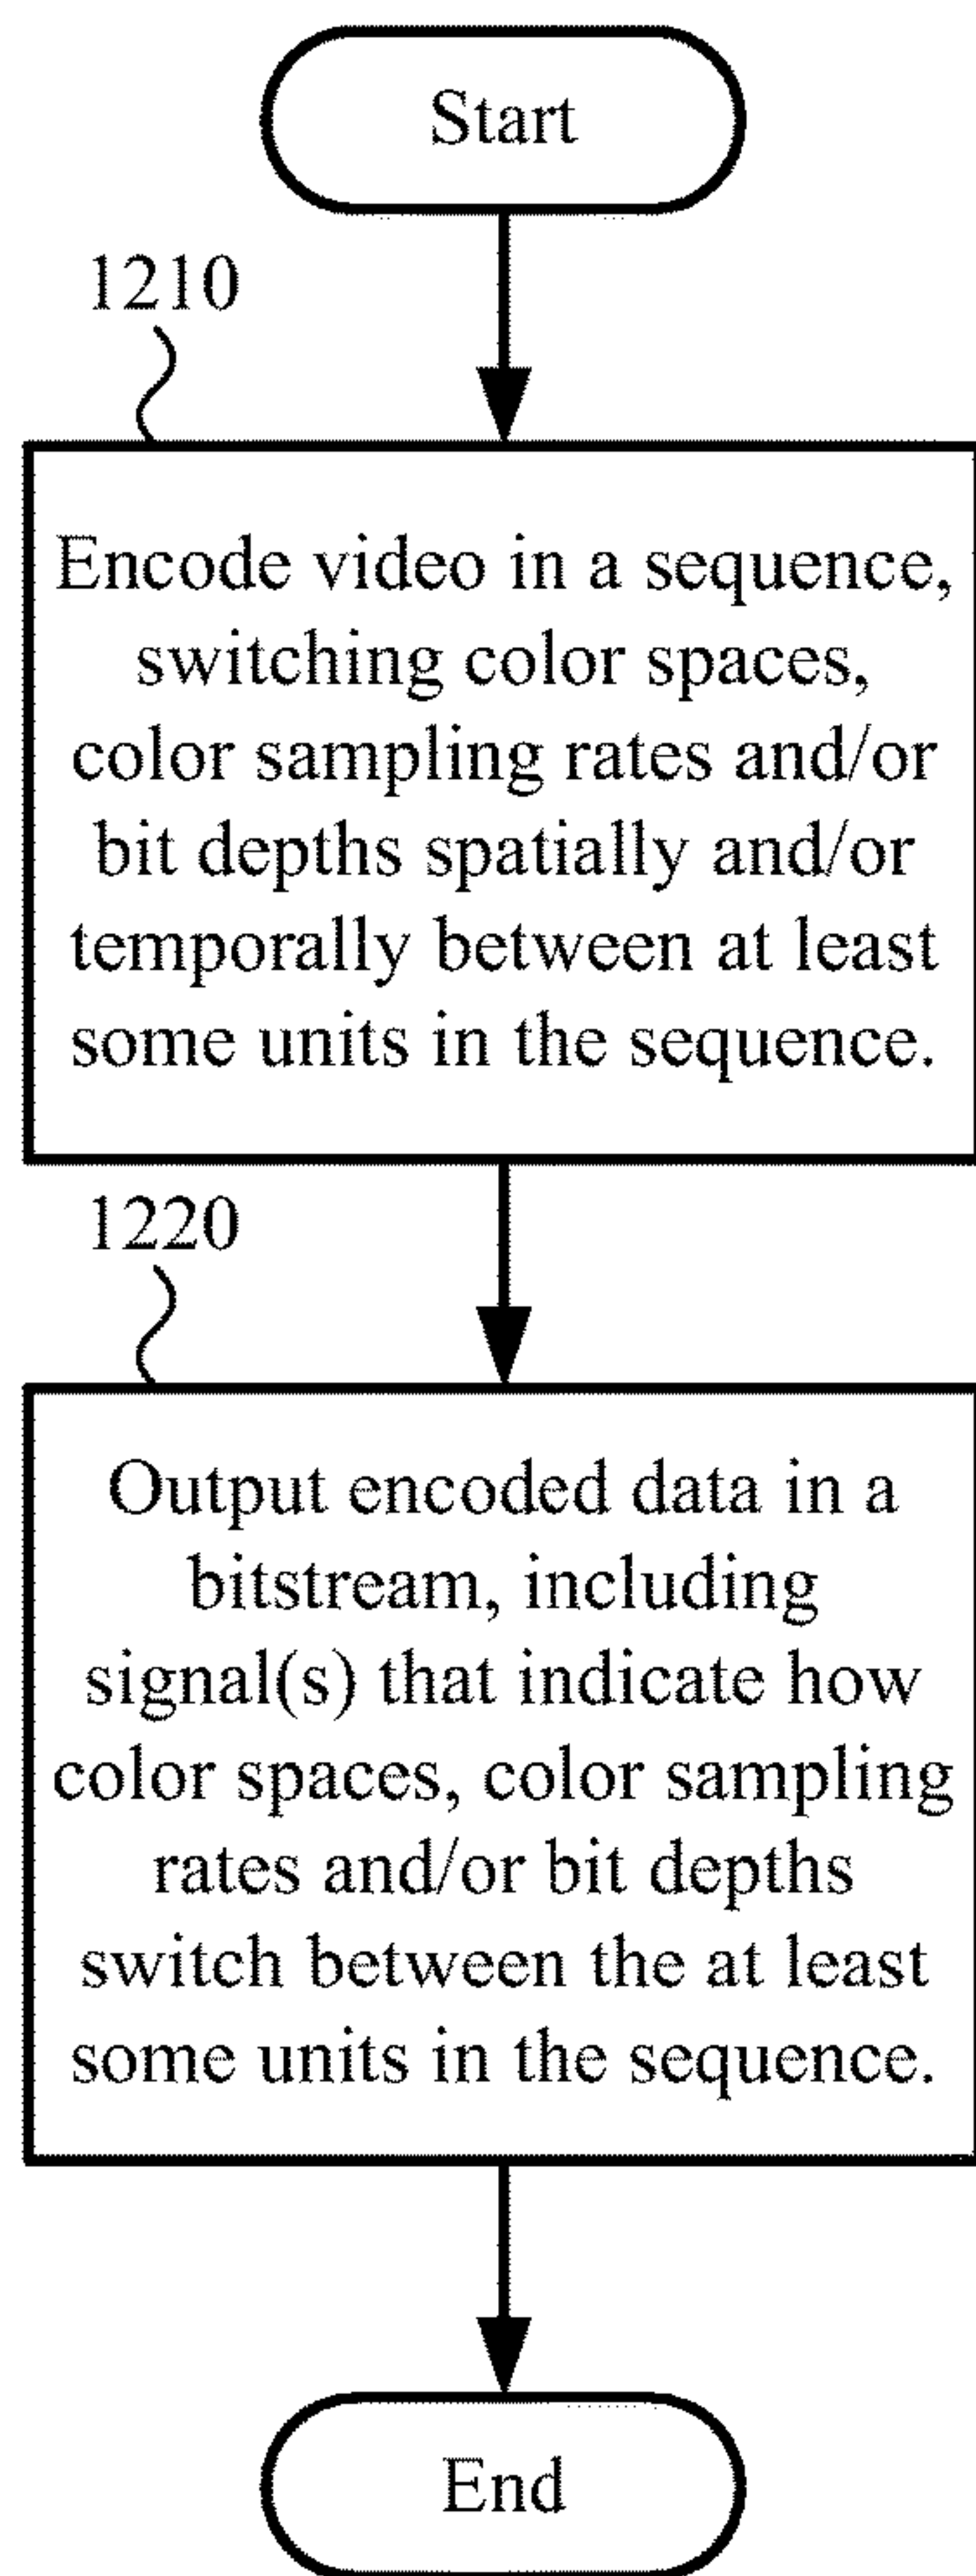 Start
1210
Encode video in a sequence,
switching color spaces,
color sampling rates and/or
bit depths spatially and/or
temporally between at least
some units in the sequence.
1220
Output encoded data in a
bitstream, including
signal(s) that indicate how
color spaces, color sampling
rates and/or bit depths
switch between the at least
some units in the sequence.
End